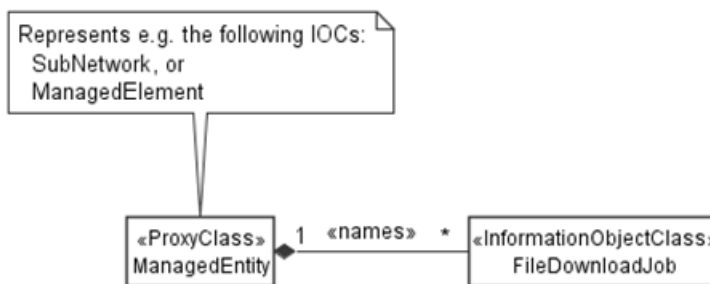 Represents e.g. the following IOCs:
SubNetwork, or
ManagedElement
«ProxyClass»
ManagedEntity
1 «names» *
«InformationObjectClass»
FileDownloadJob